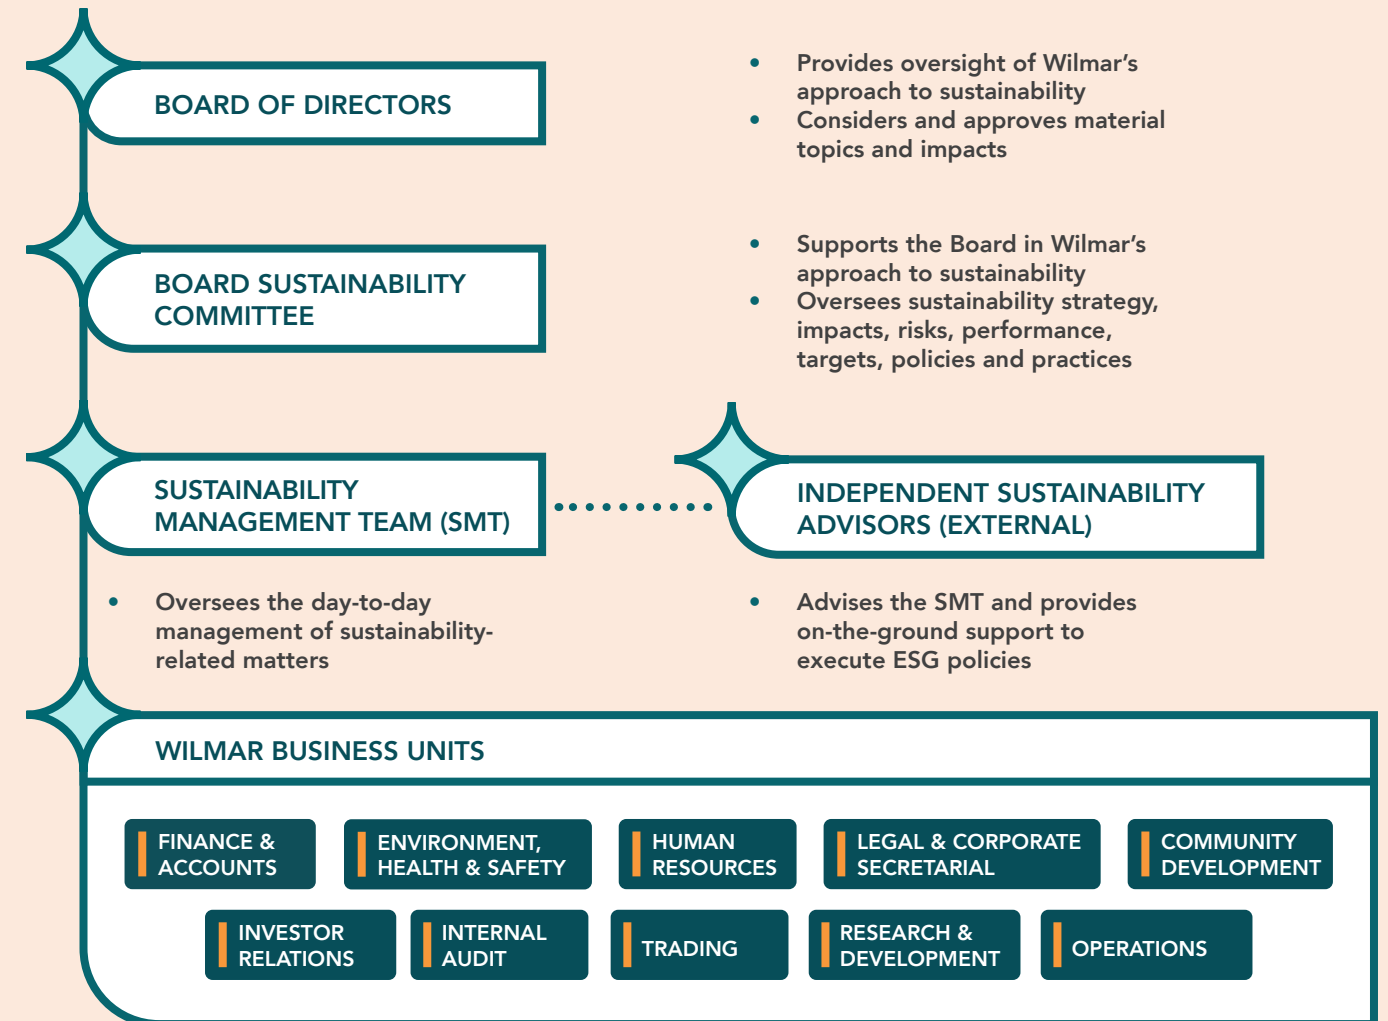 BOARD OF DIRECTORS
• Provides oversight of Wilmar’s
approach to sustainability
• Considers and approves material
topics and impacts
BOARD SUSTAINABILITY
COMMITTEE
• Supports the Board in Wilmar’s
approach to sustainability
• Oversees sustainability strategy,
impacts, risks, performance,
targets, policies and practices
SUSTAINABILITY
MANAGEMENT TEAM (SMT)
• Oversees the day-to-day
management of sustainability-
related matters
INDEPENDENT SUSTAINABILITY
ADVISORS (EXTERNAL)
• Advises the SMT and provides
on-the-ground support to
execute ESG policies
WILMAR BUSINESS UNITS
FINANCE &
ACCOUNTS
ENVIRONMENT,
HEALTH & SAFETY
HUMAN
RESOURCES
LEGAL & CORPORATE
SECRETARIAL
COMMUNITY
DEVELOPMENT
INVESTOR
RELATIONS
INTERNAL
AUDIT
TRADING
RESEARCH &
DEVELOPMENT
OPERATIONS